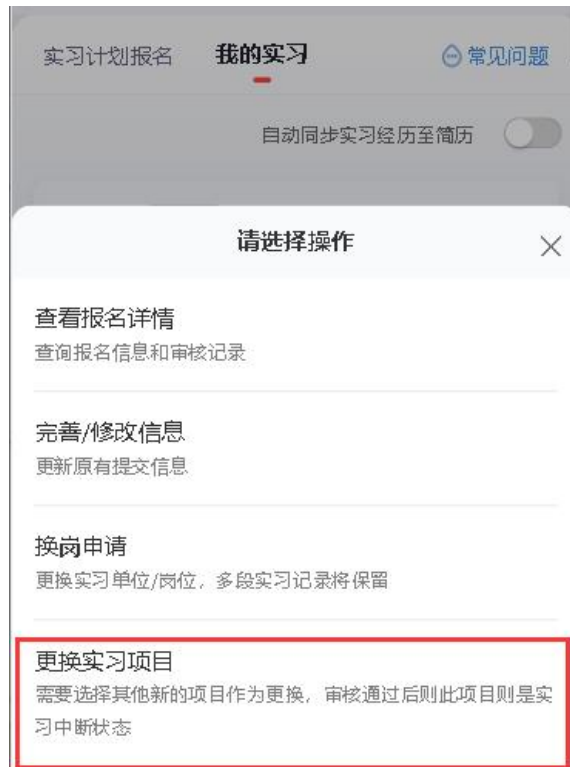 实习计划报名 我的实习 常见问题
自动同步实习经历至简历
请选择操作
查看报名详情
查询报名信息和审核记录
完善/修改信息
更新原有提交信息
换岗申请
更换实习单位/岗位，多段实习记录将保留
更换实习项目
需要选择其他新的项目作为更换，审核通过后则此项目则是实
习中断状态